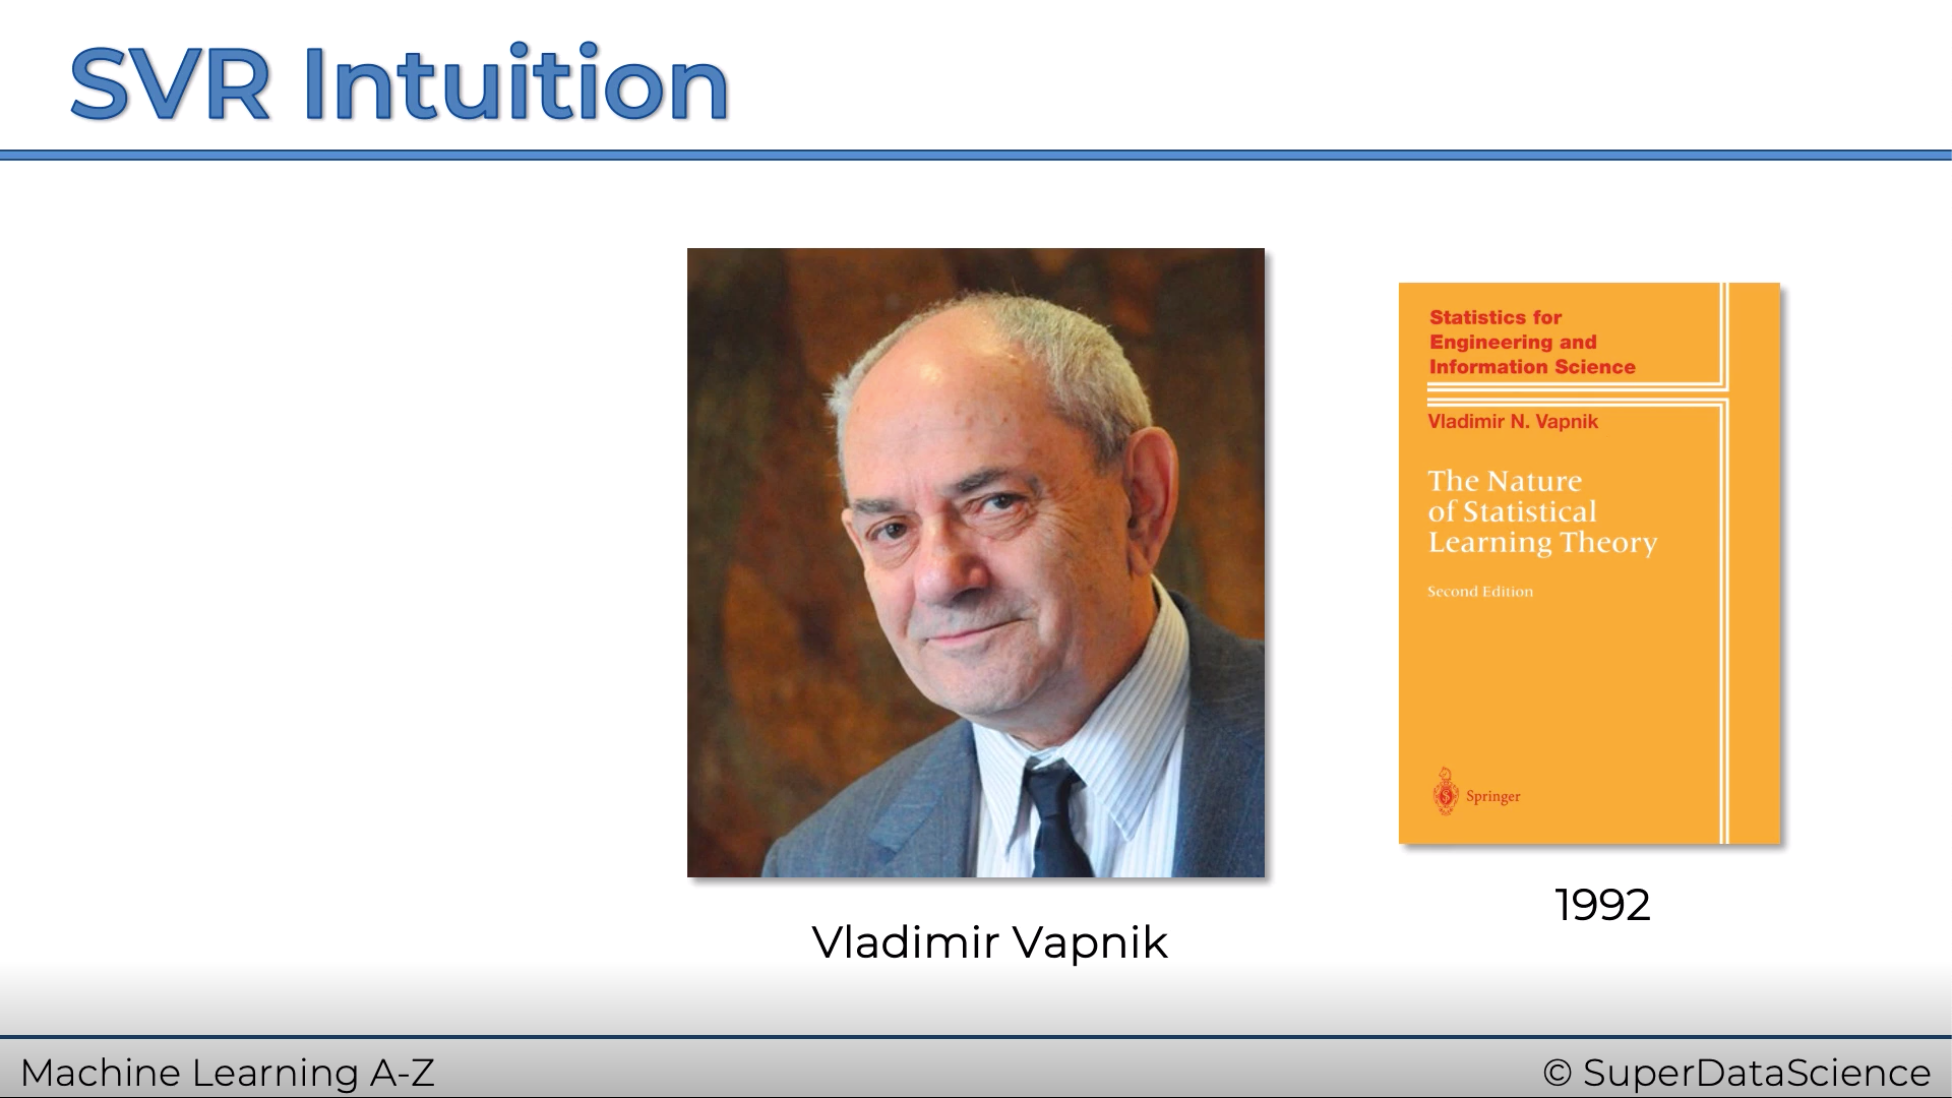 SVR Intuition
Statistics for
Engineering and
Information Science
Vladimir N. Vapnik
The Nature
of Statistical
Learning Theory
Second Edition
Springer
1992
Vladimir Vapnik
Machine Learning A-Z
© SuperDataScience